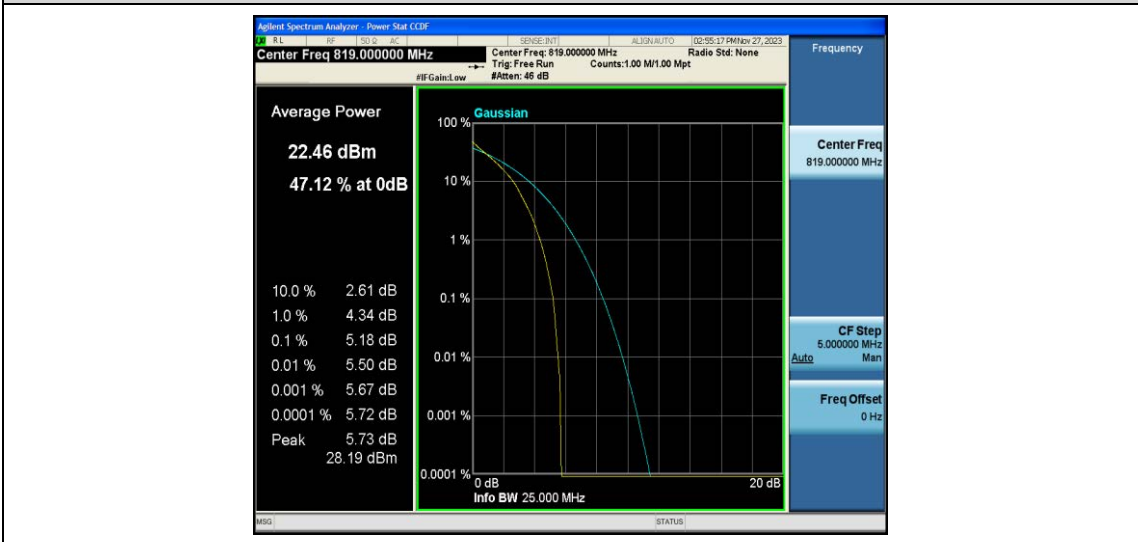 Agilent Spectrum Analyzer - Power Stat CCDF
RL RF 50 Ω AC SENSE:INT ALIGN AUTO 02:55:17 PM Nov 27, 2023
Center Freq 819.000000 MHz
Center Freq: 819.000000 MHz Radio Std: None
Trig: Free Run Counts:1.00 M/1.00 Mpt
#IFGain:Low #Atten: 46 dB
Frequency
Average Power
22.46 dBm
47.12 % at 0dB
10.0 % 2.61 dB
1.0 % 4.34 dB
0.1 % 5.18 dB
0.01 % 5.50 dB
0.001 % 5.67 dB
0.0001 % 5.72 dB
Peak 5.73 dB
28.19 dBm
Gaussian
100 %
10 %
1 %
0.1 %
0.01 %
0.001 %
0.0001 %
0 dB 20 dB
Info BW 25.000 MHz
Center Freq
819.000000 MHz
CF Step
5.000000 MHz
Auto Man
Freq Offset
0 Hz
MSG STATUS